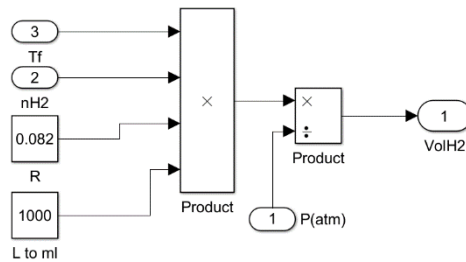 3
Tf
2
nH2
0.082
R
1000
L to ml
×
Product
×
÷
Product
1
P(atm)
1
VolH2